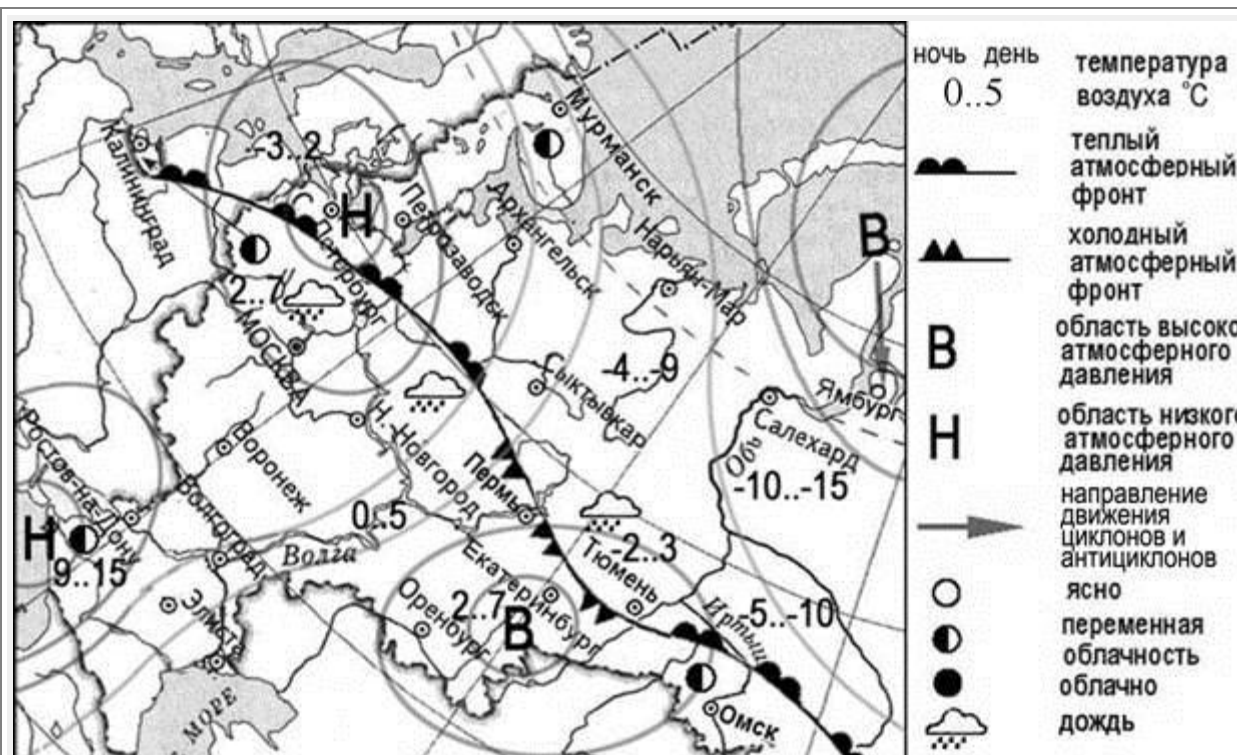 Мурманск
Калининград
-3..2
Н
С.-Петербург
Петрозаводск
Архангельск
Нарьян-Мар
В
2..7
МОСКВА
Сыктывкар
-4..-9
Ямбург
Салехард
Обь
-10..-15
Н. Новгород
Воронеж
Пермь
Ростов-на-Дону
Волгоград
0..5
Волга
Н
9..15
Элиста
Екатеринбург
Тюмень
Оренбург
2..7
В
-2..3
Иртыш
-5..-10
МОРЕ
Омск
ночь день
0..5
температура
воздуха °C
теплый
атмосферный
фронт
холодный
атмосферный
фронт
В
область высоко
атмосферного
давления
Н
область низког
атмосферного
давления
направление
движения
циклонов и
антициклонов
ясно
переменная
облачность
облачно
дождь